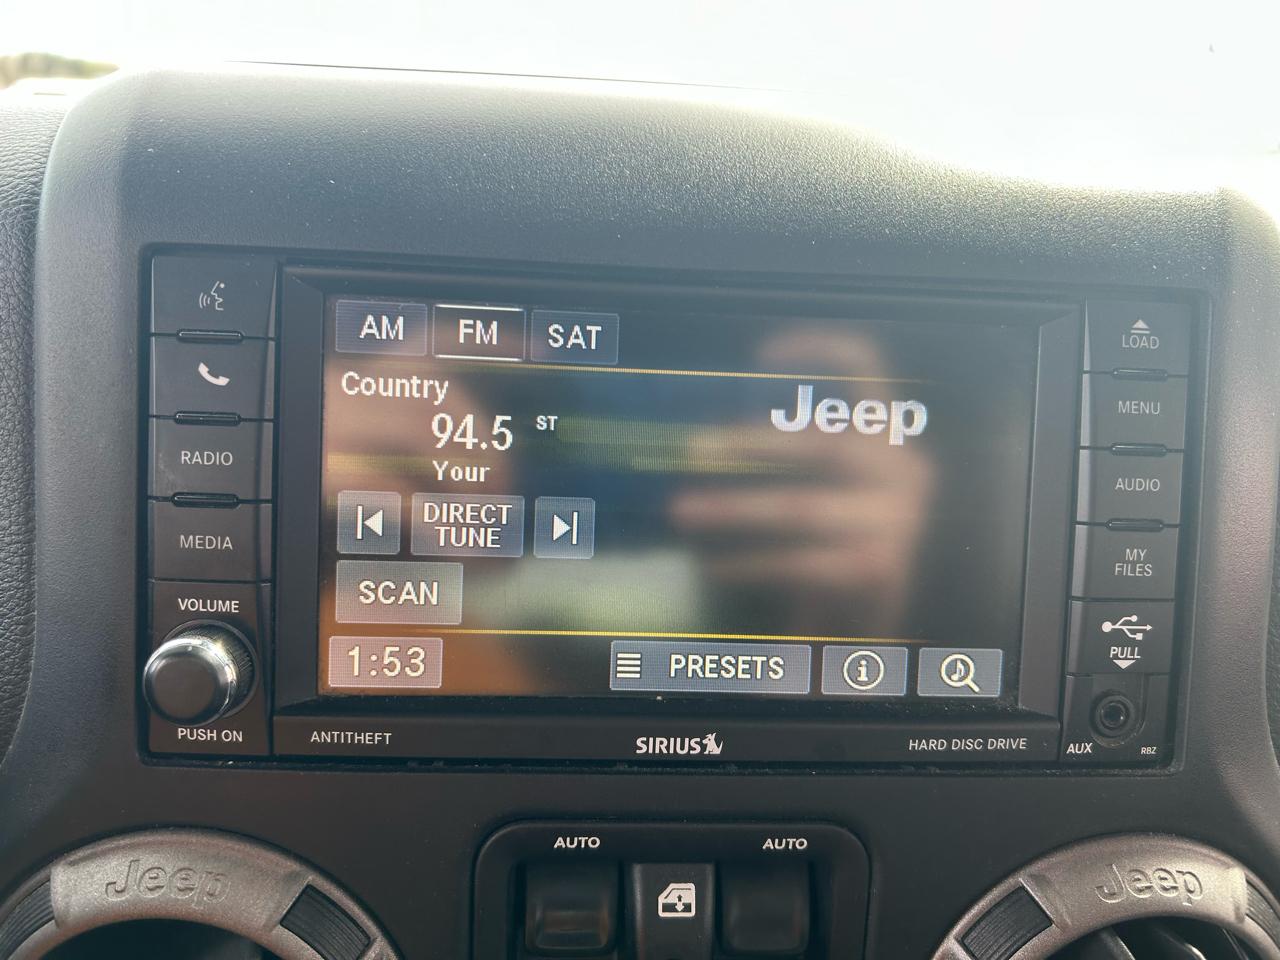 AM FM SAT
Country
94.5 ST
Your
Jeep
DIRECT
TUNE
SCAN
1:53
PRESETS
i
RADIO
MEDIA
VOLUME
PUSH ON
LOAD
MENU
AUDIO
MY
FILES
PULL
AUX
RBZ
ANTITHEFT
SIRIUS
HARD DISC DRIVE
AUTO
AUTO
Jeep
Jeep